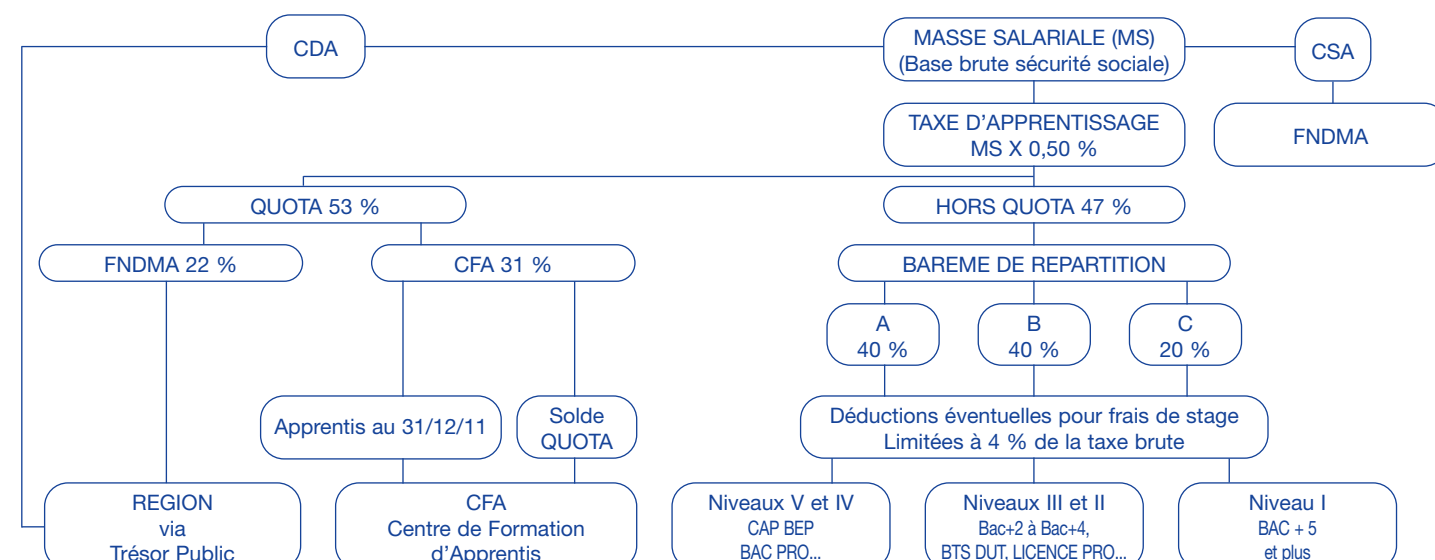 CDA
MASSE SALARIALE (MS)
(Base brute sécurité sociale)
CSA
TAXE D'APPRENTISSAGE
MS X 0,50 %
FNDMA
QUOTA 53 %
HORS QUOTA 47 %
FNDMA 22 %
CFA 31 %
BAREME DE REPARTITION
A
40 %
B
40 %
C
20 %
Apprentis au 31/12/11
Solde
QUOTA
Déductions éventuelles pour frais de stage
Limitées à 4 % de la taxe brute
REGION
via
Trésor Public
CFA
Centre de Formation
d'Apprentis
Niveaux V et IV
CAP BEP
BAC PRO...
Niveaux III et II
Bac+2 à Bac+4,
BTS DUT, LICENCE PRO...
Niveau I
BAC + 5
et plus